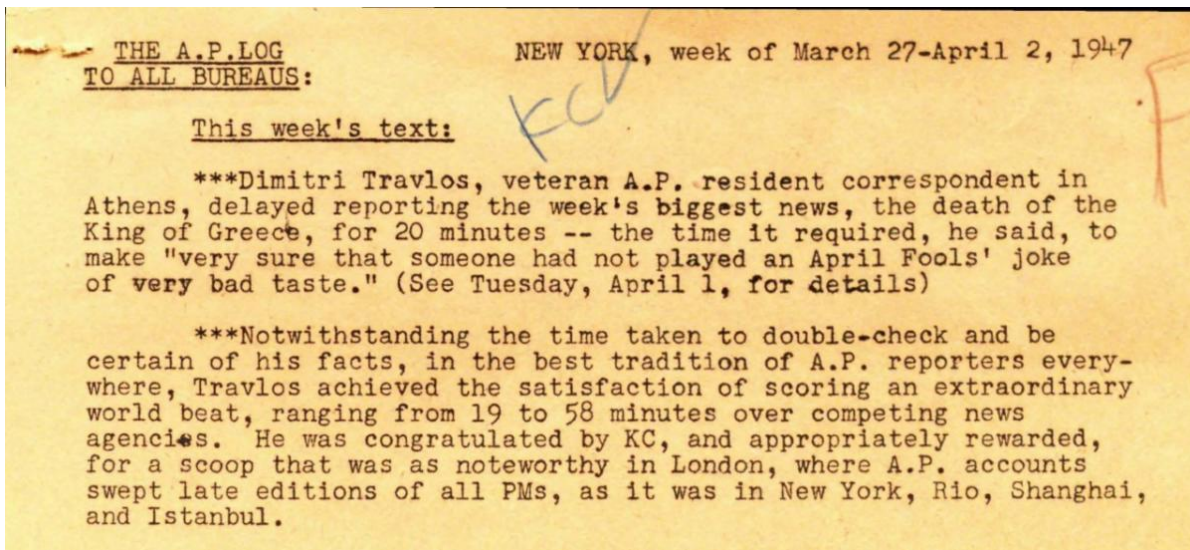 THE A.P.LOG NEW YORK, week of March 27-April 2, 1947
TO ALL BUREAUS:
KC
This week's text:
***Dimitri Travlos, veteran A.P. resident correspondent in
Athens, delayed reporting the week's biggest news, the death of the
King of Greece, for 20 minutes -- the time it required, he said, to
make "very sure that someone had not played an April Fools' joke
of very bad taste." (See Tuesday, April 1, for details)
***Notwithstanding the time taken to double-check and be
certain of his facts, in the best tradition of A.P. reporters every-
where, Travlos achieved the satisfaction of scoring an extraordinary
world beat, ranging from 19 to 58 minutes over competing news
agencies. He was congratulated by KC, and appropriately rewarded,
for a scoop that was as noteworthy in London, where A.P. accounts
swept late editions of all PMs, as it was in New York, Rio, Shanghai,
and Istanbul.